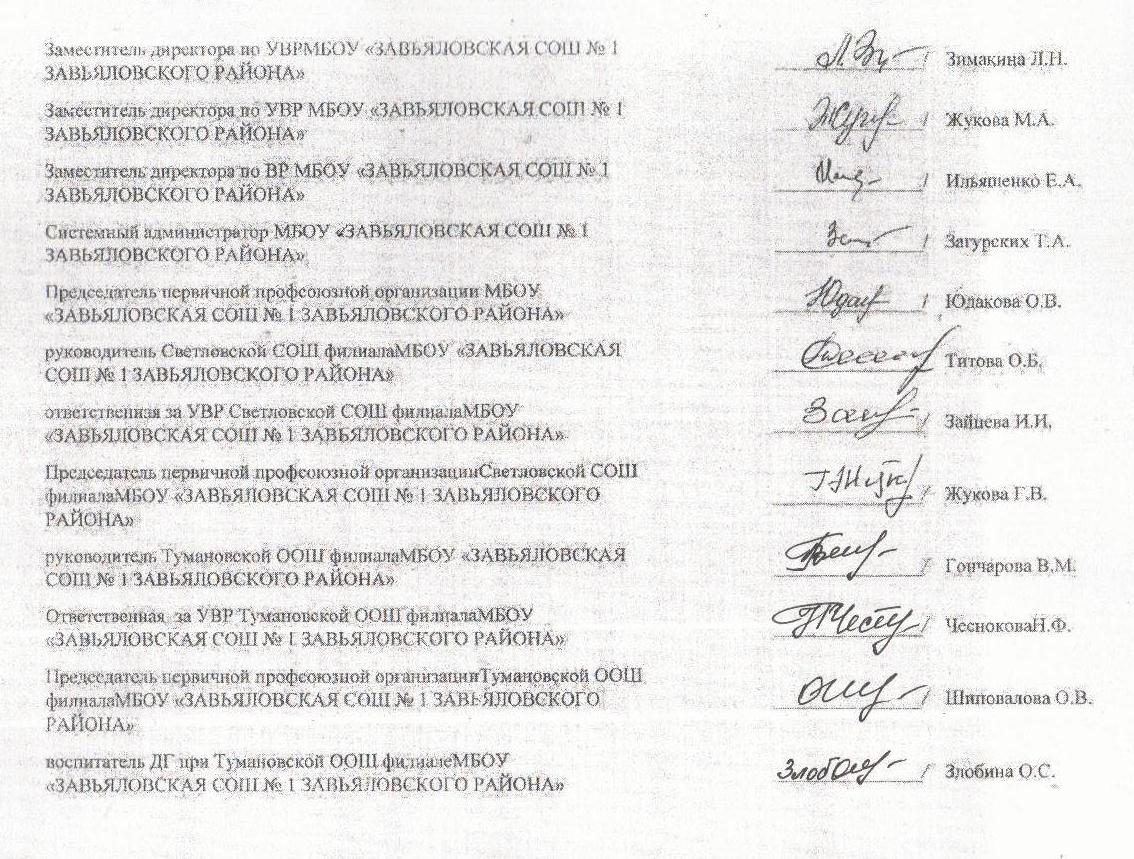 Заместитель директора по УВРМБОУ «ЗАВЬЯЛОВСКАЯ СОШ № 1
ЗАВЬЯЛОВСКОГО РАЙОНА» / Зимакина Л.Н.
Заместитель директора по УВР МБОУ «ЗАВЬЯЛОВСКАЯ СОШ № 1
ЗАВЬЯЛОВСКОГО РАЙОНА» / Жукова М.А.
Заместитель директора по ВР МБОУ «ЗАВЬЯЛОВСКАЯ СОШ № 1
ЗАВЬЯЛОВСКОГО РАЙОНА» / Ильяшенко Е.А.
Системный администратор МБОУ «ЗАВЬЯЛОВСКАЯ СОШ № 1
ЗАВЬЯЛОВСКОГО РАЙОНА» / Загурских Т.А.
Председатель первичной профсоюзной организации МБОУ
«ЗАВЬЯЛОВСКАЯ СОШ № 1 ЗАВЬЯЛОВСКОГО РАЙОНА» / Юдакова О.В.
руководитель Светловской СОШ филиалаМБОУ «ЗАВЬЯЛОВСКАЯ
СОШ № 1 ЗАВЬЯЛОВСКОГО РАЙОНА» / Титова О.Б.
ответственная за УВР Светловской СОШ филиалаМБОУ
«ЗАВЬЯЛОВСКАЯ СОШ № 1 ЗАВЬЯЛОВСКОГО РАЙОНА» / Зайцева И.И.
Председатель первичной профсоюзной организацииСветловской СОШ
филиалаМБОУ «ЗАВЬЯЛОВСКАЯ СОШ № 1 ЗАВЬЯЛОВСКОГО / Жукова Г.В.
РАЙОНА»
руководитель Тумановской ООШ филиалаМБОУ «ЗАВЬЯЛОВСКАЯ
СОШ № 1 ЗАВЬЯЛОВСКОГО РАЙОНА» / Гончарова В.М.
Ответственная за УВР Тумановской ООШ филиалаМБОУ
«ЗАВЬЯЛОВСКАЯ СОШ № 1 ЗАВЬЯЛОВСКОГО РАЙОНА» / ЧесноковаН.Ф.
Председатель первичной профсоюзной организацииТумановской ООШ
филиалаМБОУ «ЗАВЬЯЛОВСКАЯ СОШ № 1 ЗАВЬЯЛОВСКОГО / Шиповалова О.В.
РАЙОНА»
воспитатель ДГ при Тумановской ООШ филиалеМБОУ
«ЗАВЬЯЛОВСКАЯ СОШ № 1 ЗАВЬЯЛОВСКОГО РАЙОНА» / Злобина О.С.